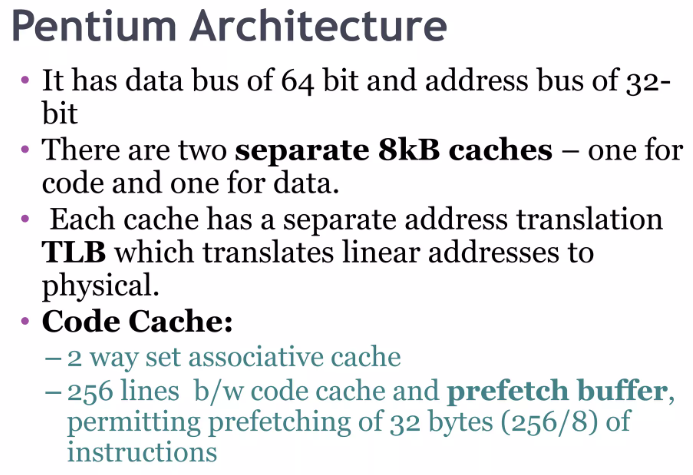 Pentium Architecture
• It has data bus of 64 bit and address bus of 32-
bit
• There are two separate 8kB caches – one for
code and one for data.
• Each cache has a separate address translation
TLB which translates linear addresses to
physical.
• Code Cache:
– 2 way set associative cache
– 256 lines b/w code cache and prefetch buffer,
permitting prefetching of 32 bytes (256/8) of
instructions